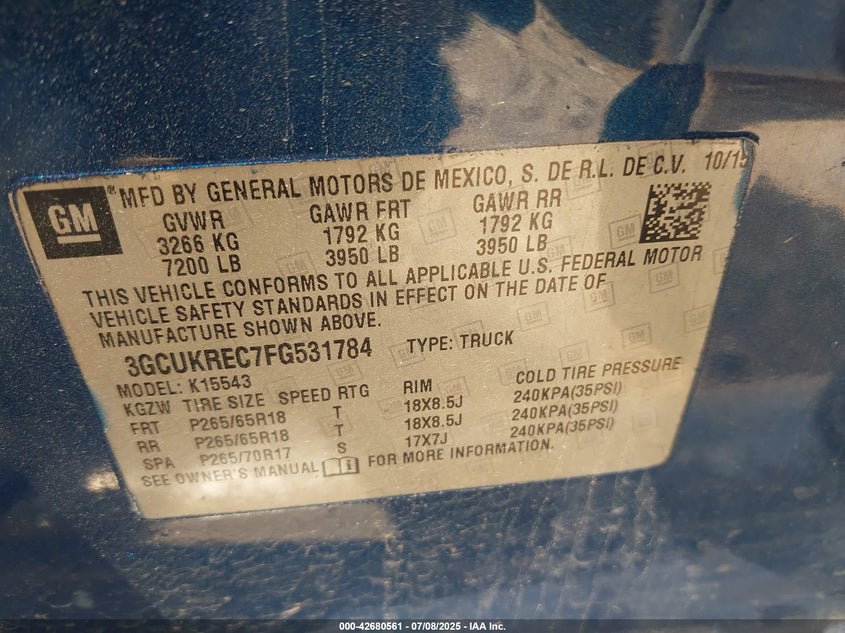 GM
® MFD BY GENERAL MOTORS DE MEXICO, S. DE R.L. DE C.V. 10/15
GVWR GAWR FRT GAWR RR
3266 KG 1792 KG 1792 KG
7200 LB 3950 LB 3950 LB
THIS VEHICLE CONFORMS TO ALL APPLICABLE U.S. FEDERAL MOTOR
VEHICLE SAFETY STANDARDS IN EFFECT ON THE DATE OF
MANUFACTURE SHOWN ABOVE.
3GCUKREC7FG531784 TYPE: TRUCK
MODEL: K15543
KGZW TIRE SIZE SPEED RTG RIM COLD TIRE PRESSURE
FRT P265/65R18 T 18X8.5J 240KPA(35PSI)
RR P265/65R18 T 18X8.5J 240KPA(35PSI)
SPA P265/70R17 S 17X7J 240KPA(35PSI)
SEE OWNER'S MANUAL FOR MORE INFORMATION.
000-42680561 - 07/08/2025 - IAA Inc.